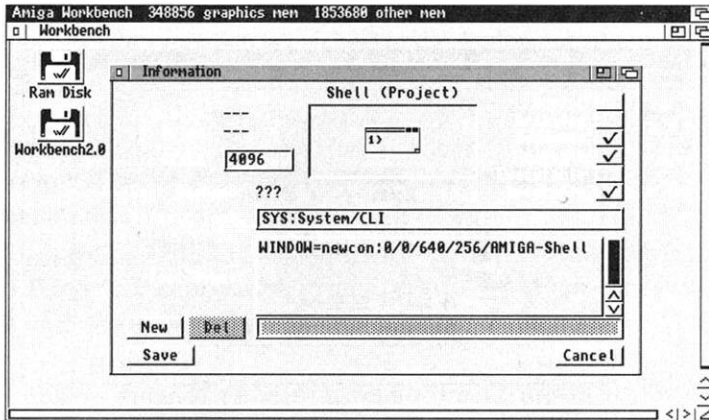 Amiga Workbench 348856 graphics mem 1853680 other mem
Workbench
Information
Ram Disk
Workbench2.0
Shell (Project)
---
---
1>
4096
???
SYS:System/CLI
WINDOW=newcon:0/0/640/256/AMIGA-Shell
New
Del
Save
Cancel